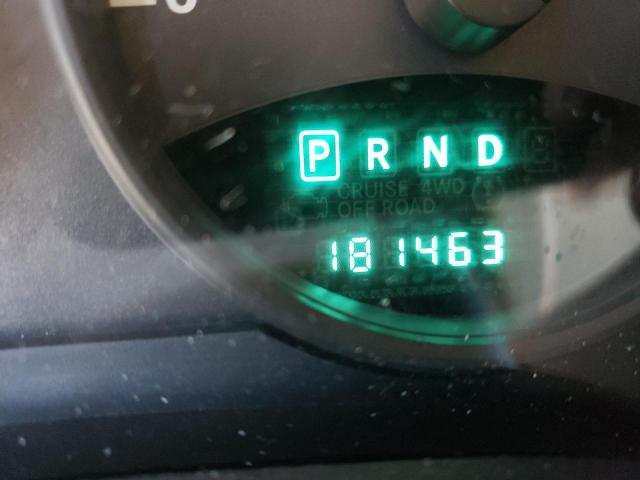 P R N D
CRUISE 4WD
OFF ROAD
181463